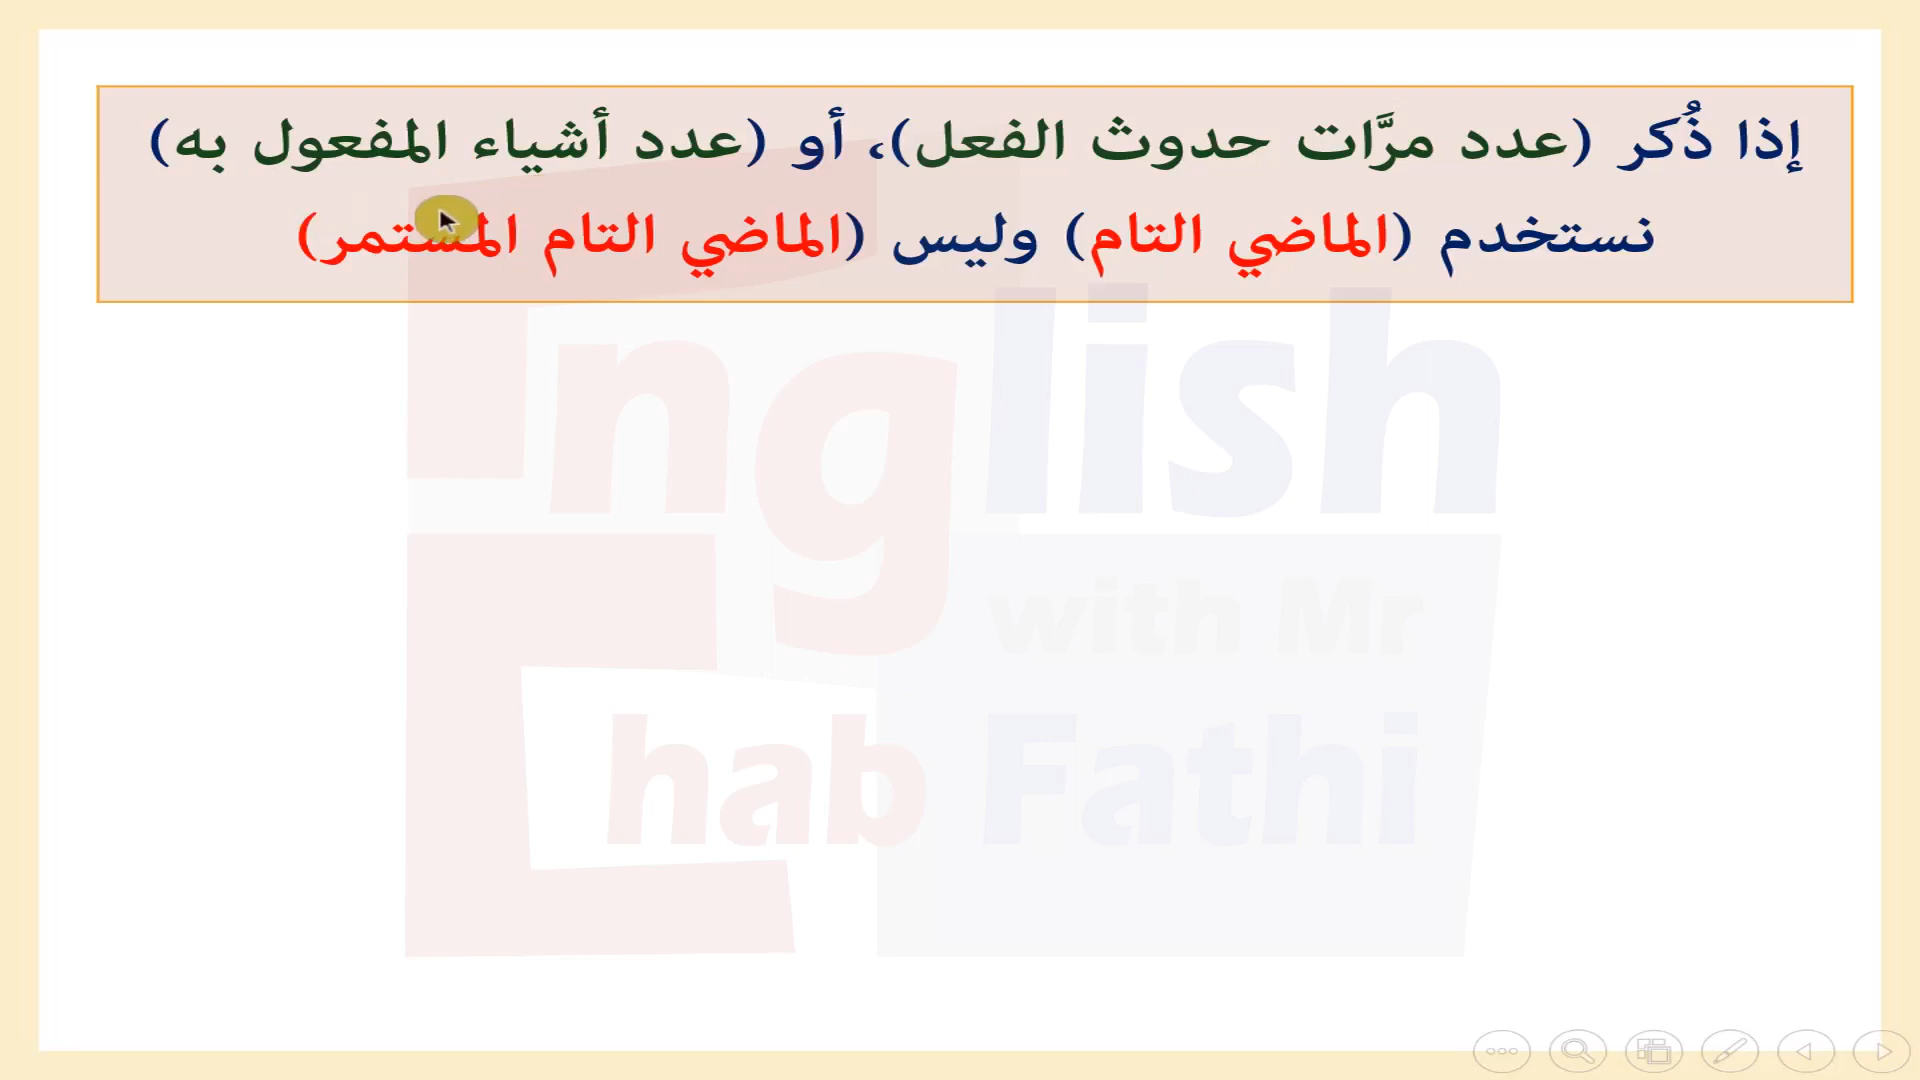 إذا ذُكر (عدد مرَّات حدوث الفعل)، أو (عدد أشياء المفعول به)
نستخدم (الماضي التام) وليس (الماضي التام المستمر)
English
with Mr
Ehab Fathi